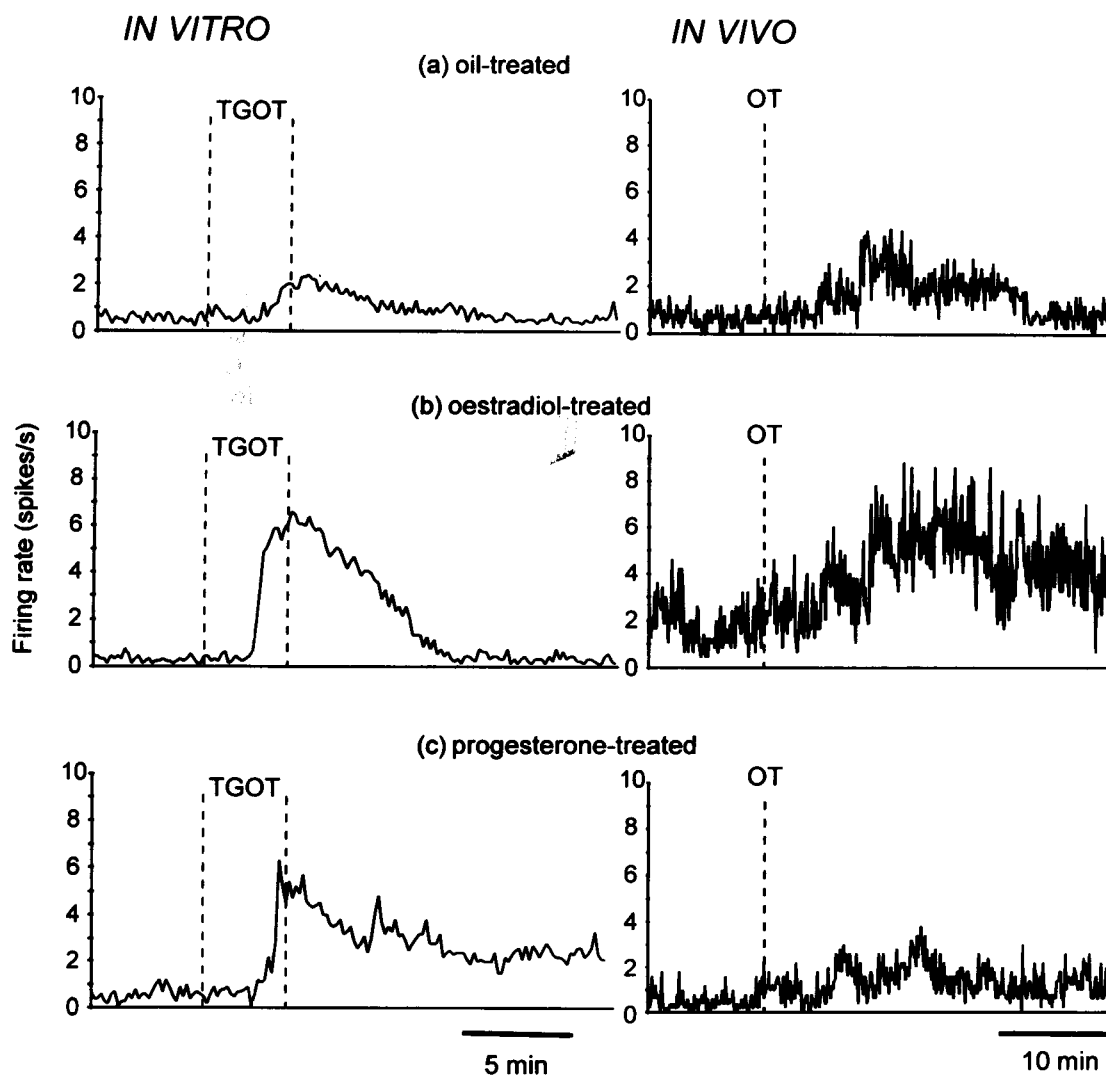 IN VITRO
IN VIVO
(a) oil-treated
10
8
6
4
2
0
TGOT
10
8
6
4
2
0
OT
(b) oestradiol-treated
Firing rate (spikes/s)
10
8
6
4
2
0
TGOT
10
8
6
4
2
0
OT
(c) progesterone-treated
10
8
6
4
2
0
TGOT
10
8
6
4
2
0
OT
5 min
10 min